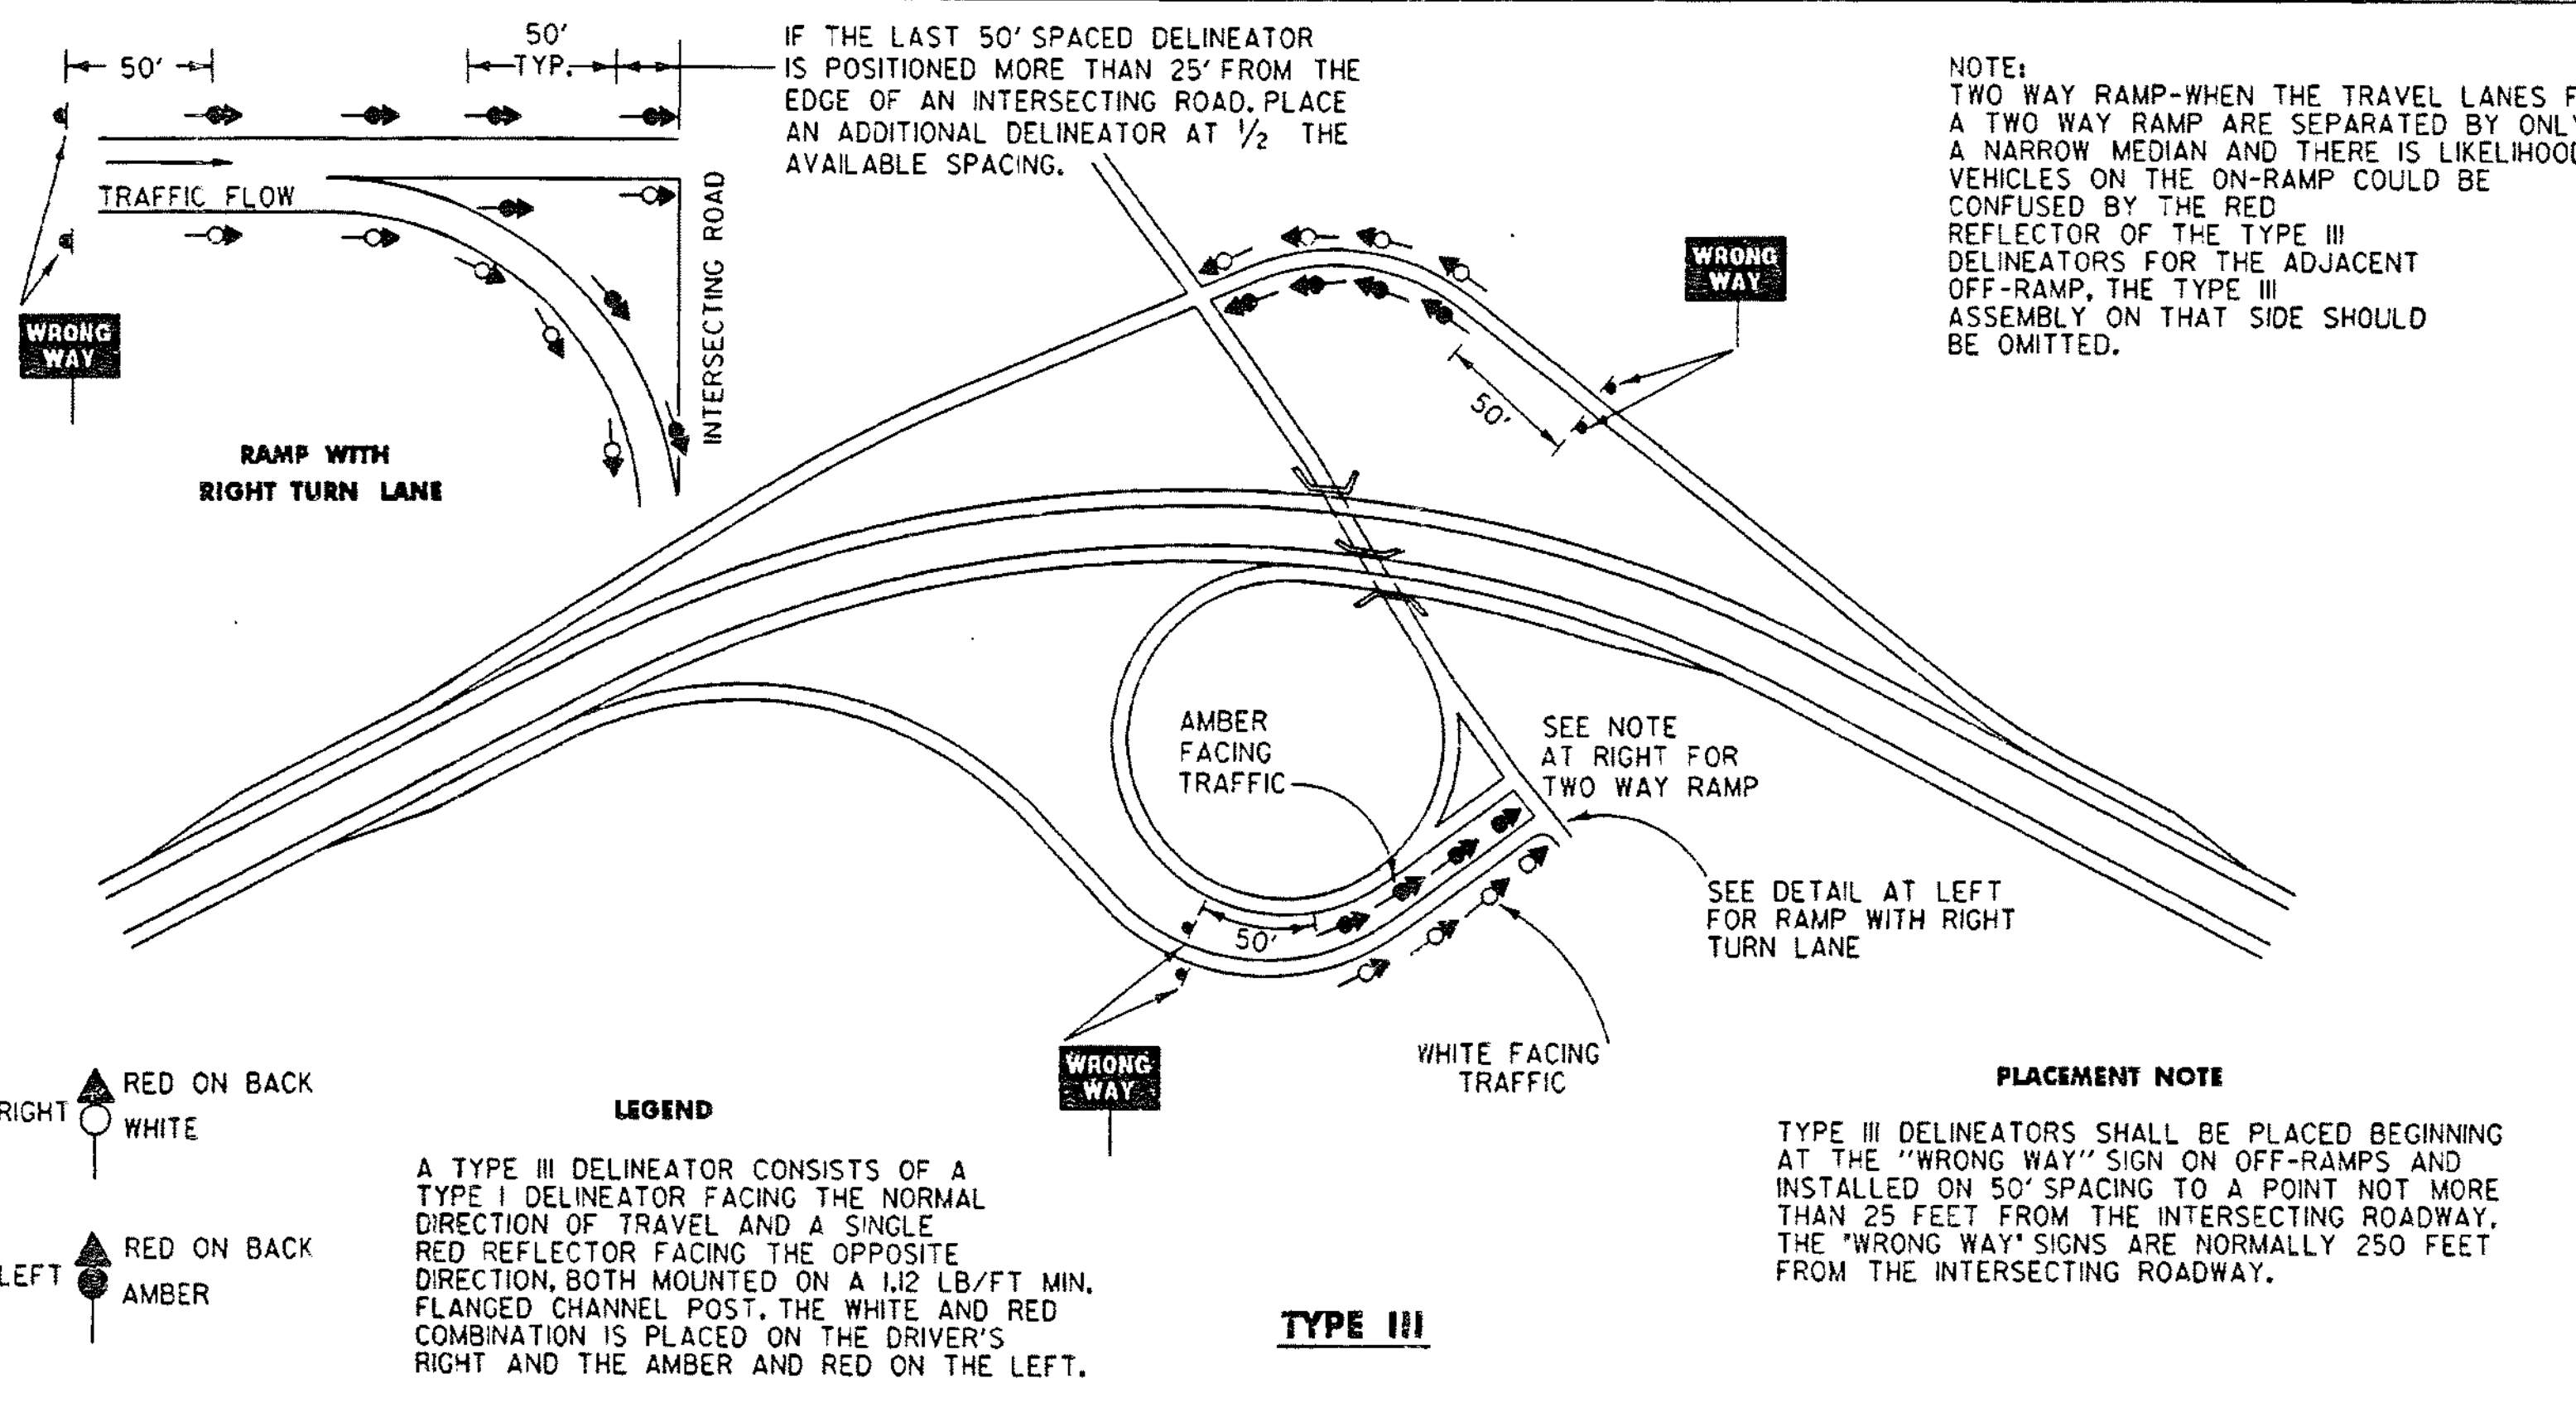 50'
50'
TYP.
IF THE LAST 50' SPACED DELINEATOR
IS POSITIONED MORE THAN 25' FROM THE
EDGE OF AN INTERSECTING ROAD. PLACE
AN ADDITIONAL DELINEATOR AT 1/2 THE
AVAILABLE SPACING.
TRAFFIC FLOW
INTERSECTING ROAD
WRONG
WAY
RAMP WITH
RIGHT TURN LANE
NOTE:
TWO WAY RAMP-WHEN THE TRAVEL LANES
A TWO WAY RAMP ARE SEPARATED BY ONLY
A NARROW MEDIAN AND THERE IS LIKELIHOOD
VEHICLES ON THE ON-RAMP COULD BE
CONFUSED BY THE RED
REFLECTOR OF THE TYPE III
DELINEATORS FOR THE ADJACENT
OFF-RAMP, THE TYPE III
ASSEMBLY ON THAT SIDE SHOULD
BE OMITTED.
WRONG
WAY
50'
AMBER
FACING
TRAFFIC
SEE NOTE
AT RIGHT FOR
TWO WAY RAMP
SEE DETAIL AT LEFT
FOR RAMP WITH RIGHT
TURN LANE
50'
WRONG
WAY
WHITE FACING
TRAFFIC
RIGHT
RED ON BACK
WHITE
LEFT
RED ON BACK
AMBER
LEGEND
A TYPE III DELINEATOR CONSISTS OF A
TYPE I DELINEATOR FACING THE NORMAL
DIRECTION OF TRAVEL AND A SINGLE
RED REFLECTOR FACING THE OPPOSITE
DIRECTION, BOTH MOUNTED ON A 1.12 LB/FT MIN.
FLANGED CHANNEL POST. THE WHITE AND RED
COMBINATION IS PLACED ON THE DRIVER'S
RIGHT AND THE AMBER AND RED ON THE LEFT.
TYPE III
PLACEMENT NOTE
TYPE III DELINEATORS SHALL BE PLACED BEGINNING
AT THE "WRONG WAY" SIGN ON OFF-RAMPS AND
INSTALLED ON 50' SPACING TO A POINT NOT MORE
THAN 25 FEET FROM THE INTERSECTING ROADWAY.
THE "WRONG WAY" SIGNS ARE NORMALLY 250 FEET
FROM THE INTERSECTING ROADWAY.